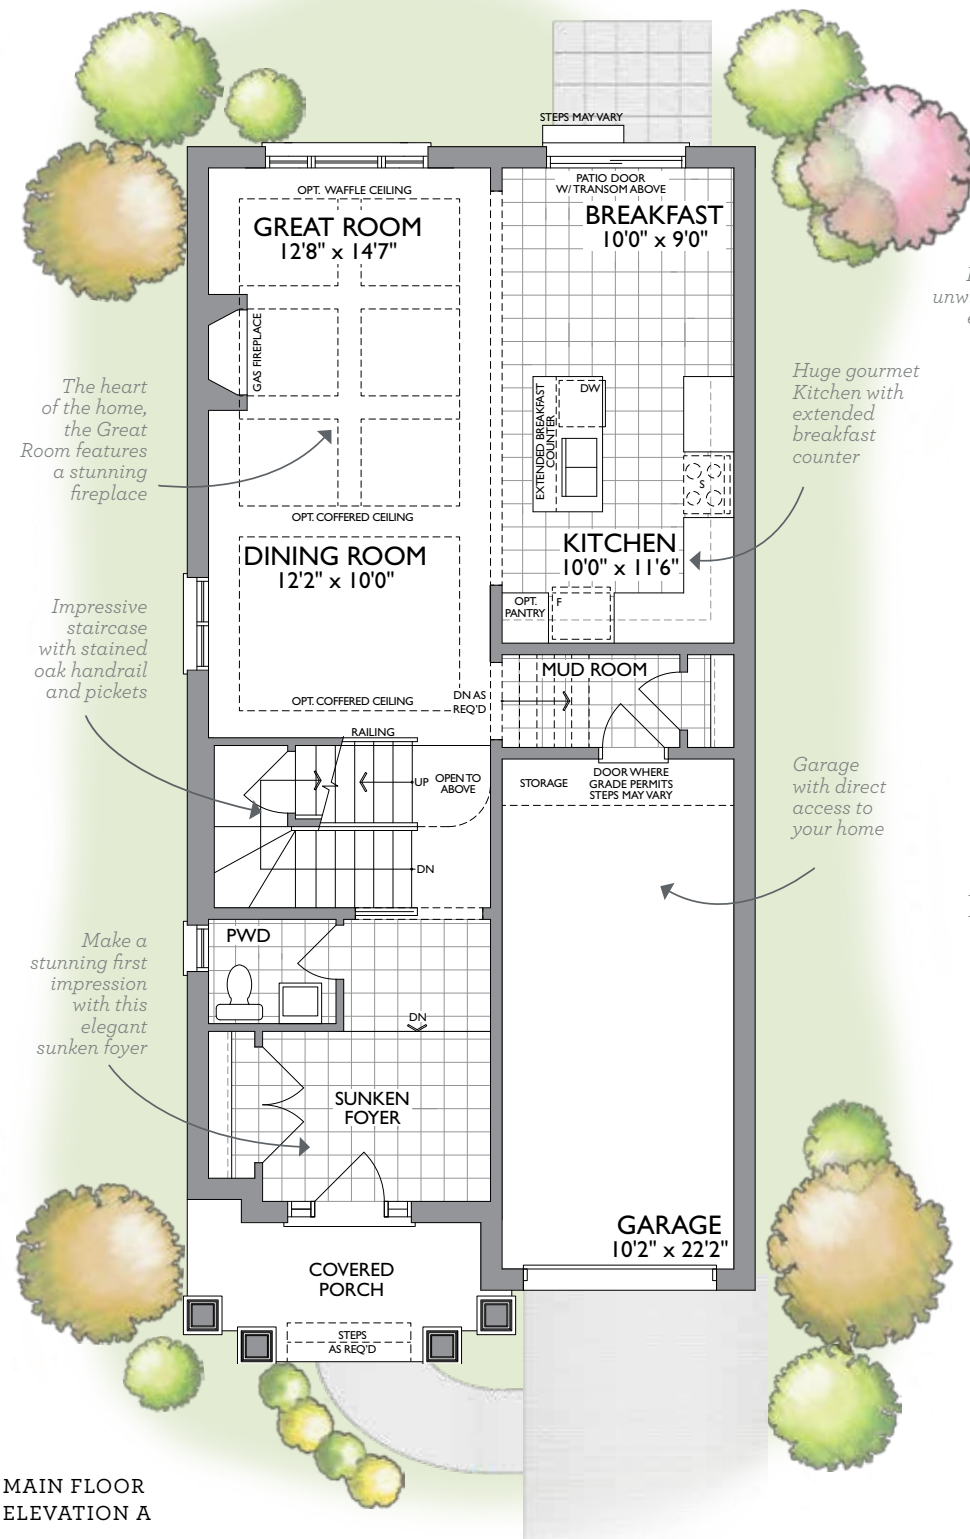 STEPS MAY VARY
PATIO DOOR
W/ TRANSOM ABOVE
OPT. WAFFLE CEILING
GREAT ROOM
12'8" x 14'7"
BREAKFAST
10'0" x 9'0"
GAS FIREPLACE
The heart
of the home,
the Great
Room features
a stunning
fireplace
Huge gourmet
Kitchen with
extended
breakfast
counter
EXTENDED BREAKFAST
COUNTER
DW
S
OPT. COFFERED CEILING
DINING ROOM
12'2" x 10'0"
KITCHEN
10'0" x 11'6"
OPT.
PANTRY
F
Impressive
staircase
with stained
oak handrail
and pickets
MUD ROOM
OPT. COFFERED CEILING
DN AS
REQ'D
RAILING
UP
OPEN TO
ABOVE
STORAGE
DOOR WHERE
GRADE PERMITS
STEPS MAY VARY
Garage
with direct
access to
your home
DN
PWD
Make a
stunning first
impression
with this
elegant
sunken foyer
DN
SUNKEN
FOYER
GARAGE
10'2" x 22'2"
COVERED
PORCH
STEPS
AS REQ'D
MAIN FLOOR
ELEVATION A